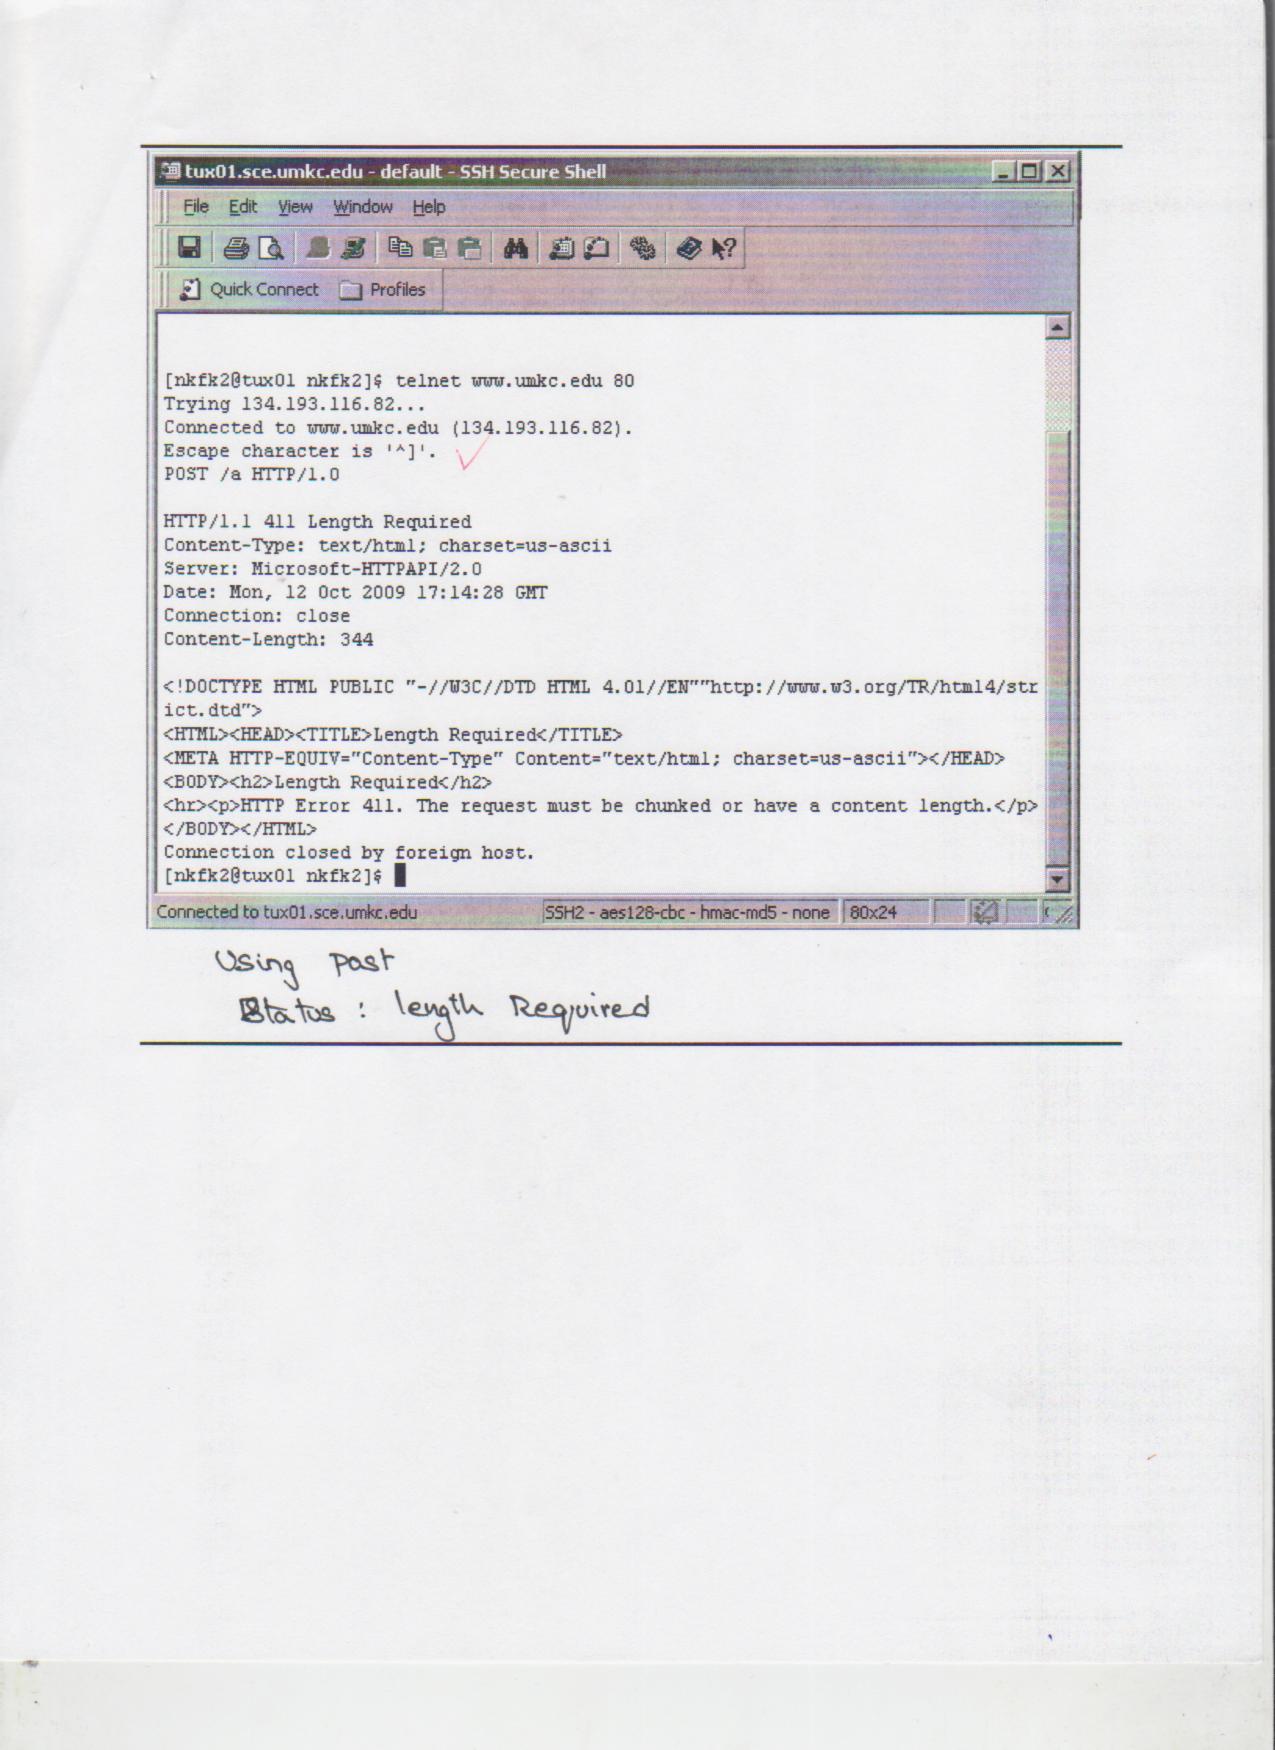 tux01.sce.umkc.edu - default - SSH Secure Shell
File Edit View Window Help
Quick Connect Profiles
[nkfk2@tux01 nkfk2]$ telnet www.umkc.edu 80
Trying 134.193.116.82...
Connected to www.umkc.edu (134.193.116.82).
Escape character is '^]'.
POST /a HTTP/1.0
HTTP/1.1 411 Length Required
Content-Type: text/html; charset=us-ascii
Server: Microsoft-HTTPAPI/2.0
Date: Mon, 12 Oct 2009 17:14:28 GMT
Connection: close
Content-Length: 344
<!DOCTYPE HTML PUBLIC "-//W3C//DTD HTML 4.01//EN""http://www.w3.org/TR/html4/str
ict.dtd">
<HTML><HEAD><TITLE>Length Required</TITLE>
<META HTTP-EQUIV="Content-Type" Content="text/html; charset=us-ascii"></HEAD>
<BODY><h2>Length Required</h2>
<hr><p>HTTP Error 411. The request must be chunked or have a content length.</p>
</BODY></HTML>
Connection closed by foreign host.
[nkfk2@tux01 nkfk2]$
Connected to tux01.sce.umkc.edu SSH2 - aes128-cbc - hmac-md5 - none 80x24
Using post
Status : length Required